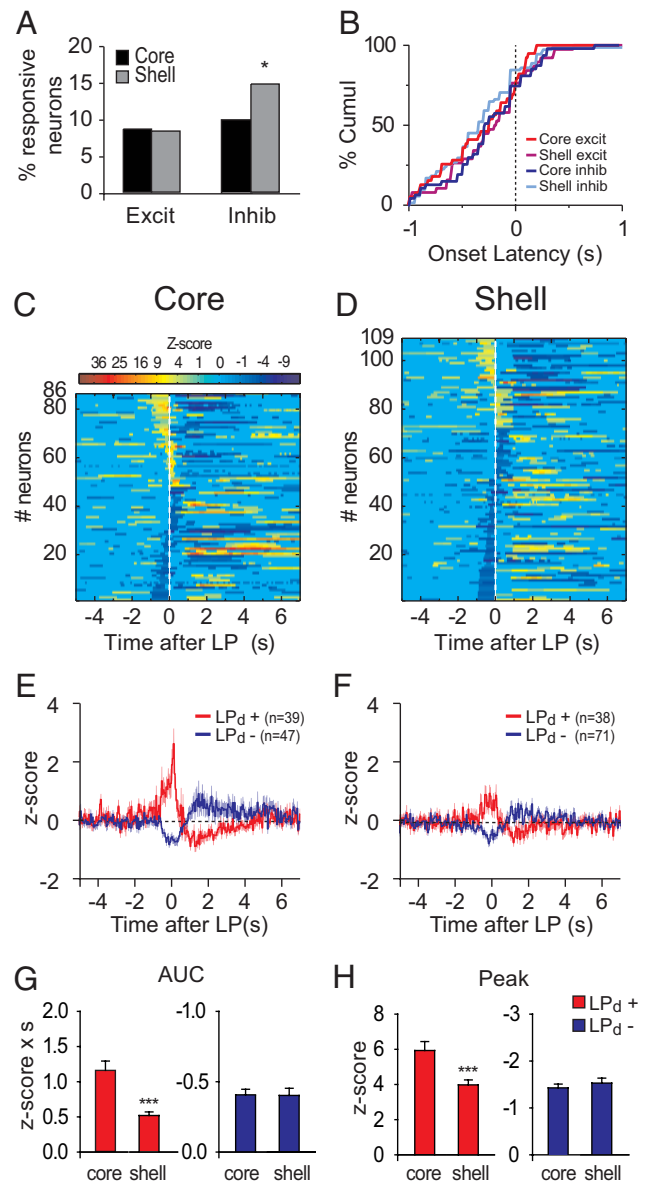 A
% responsive
neurons
20
15
10
5
0
Core
Shell
*
Excit
Inhib
B
% Cumul
100
50
0
Core excit
Shell excit
Core inhib
Shell inhib
-1
0
1
Onset Latency (s)
C
Core
Z-score
36 25 16 9 4 1 0 -1 -4 -9
# neurons
86
80
60
40
20
-4 -2 0 2 4 6
Time after LP (s)
D
Shell
109
100
80
60
40
20
# neurons
-4 -2 0 2 4 6
Time after LP (s)
E
z-score
4
2
0
-2
LPd + (n=39)
LPd - (n=47)
-4 -2 0 2 4 6
Time after LP(s)
F
z-score
4
2
0
-2
LPd + (n=38)
LPd - (n=71)
-4 -2 0 2 4 6
Time after LP(s)
G
AUC
z-score x s
2.0
1.5
1.0
0.5
0.0
***
core shell
-1.0
-0.5
0.0
core shell
H
Peak
z-score
8
6
4
2
0
***
core shell
-3
-2
-1
0
core shell
LPd +
LPd -